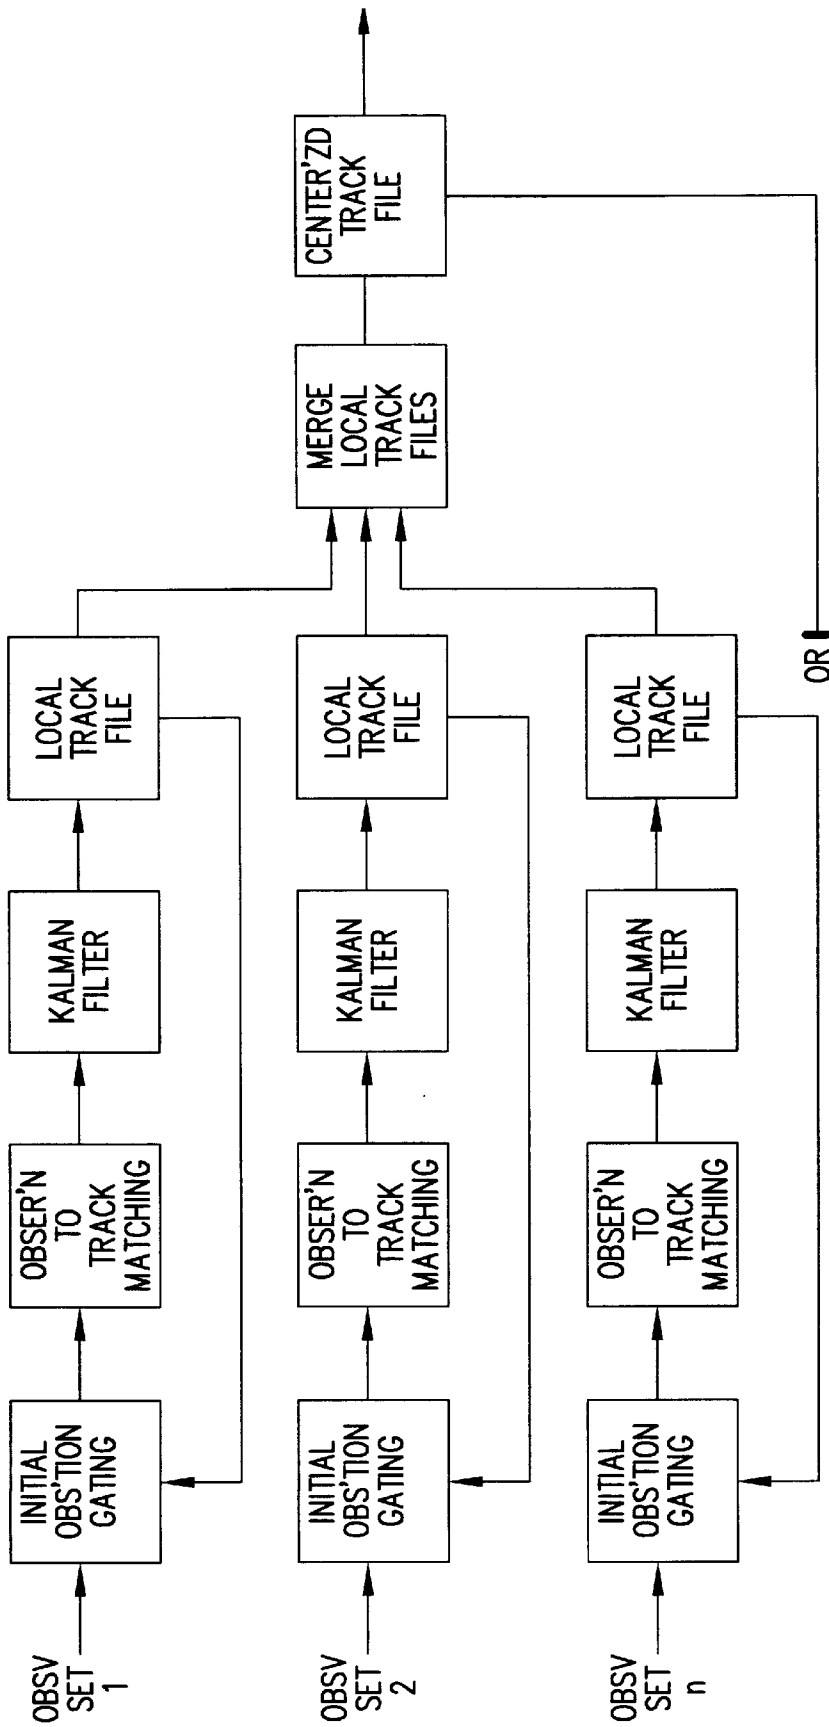 OBSV
SET
1
INITIAL
OBS'TION
GATING
OBSER'N
TO
TRACK
MATCHING
KALMAN
FILTER
LOCAL
TRACK
FILE
OBSV
SET
2
INITIAL
OBS'TION
GATING
OBSER'N
TO
TRACK
MATCHING
KALMAN
FILTER
LOCAL
TRACK
FILE
MERGE
LOCAL
TRACK
FILES
CENTER'ZD
TRACK
FILE
OBSV
SET
n
INITIAL
OBS'TION
GATING
OBSER'N
TO
TRACK
MATCHING
KALMAN
FILTER
LOCAL
TRACK
FILE
OR